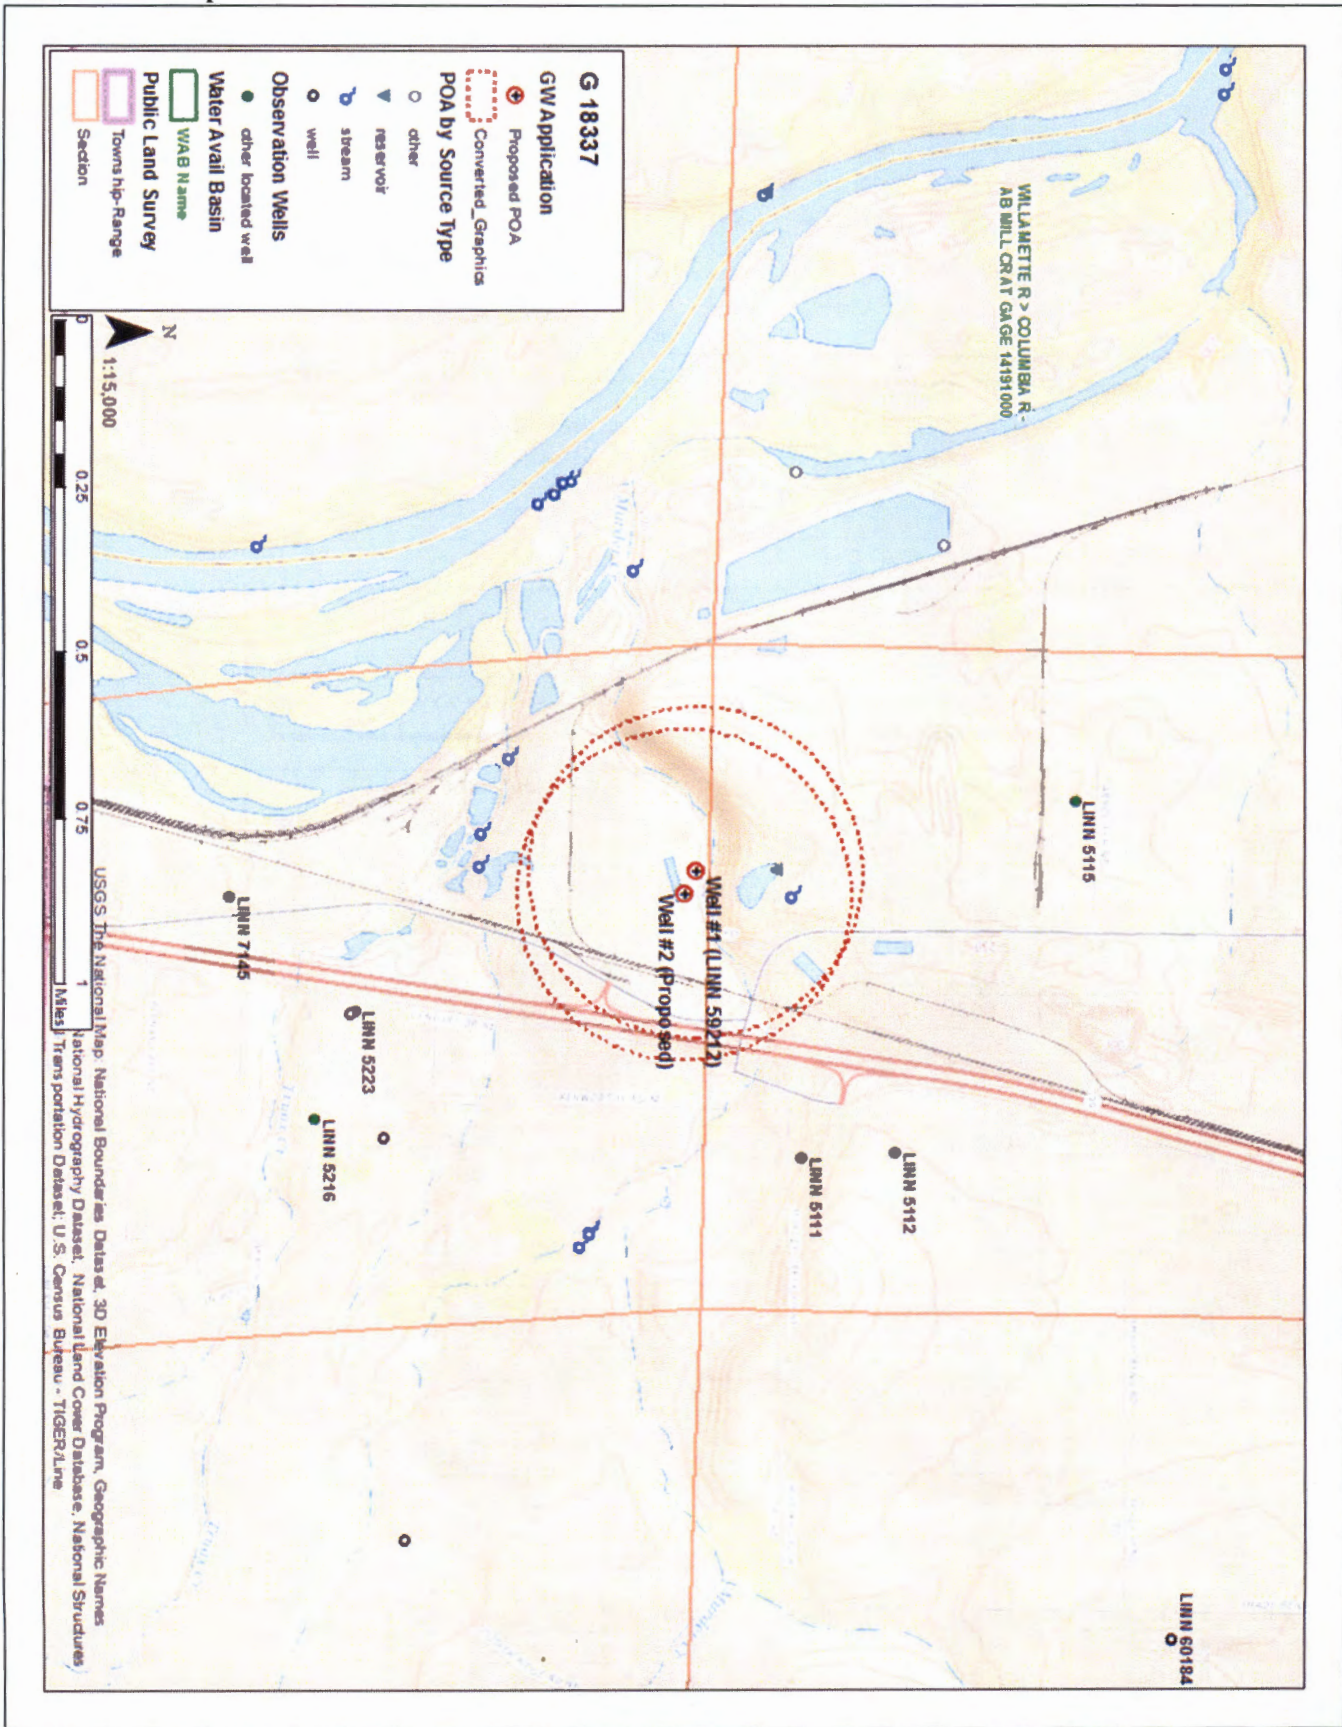 G 18337
GW Application
Proposed POA
Converted_Graphics
POA by Source Type
other
reservoir
stream
well
Observation Wells
other located well
Water Avail Basin
WAB Name
Public Land Survey
Township-Range
Section
WILLAMETTE R > COLUMBIA R -
AB MILL CR AT GAGE 14191000
LINN 60184
LINN 5115
LINN 5112
LINN 5111
Well #1 (LINN 59212)
Well #2 (Proposed)
LINN 5223
LINN 5216
LINN 7145
N
1:15,000
0
0.25
0.5
0.75
1
Miles
USGS The National Map: National Boundaries Dataset, 3D Elevation Program, Geographic Names
National Hydrography Dataset, National Land Cover Database, National Structures
Transportation Dataset; U.S. Census Bureau - TIGER/Line